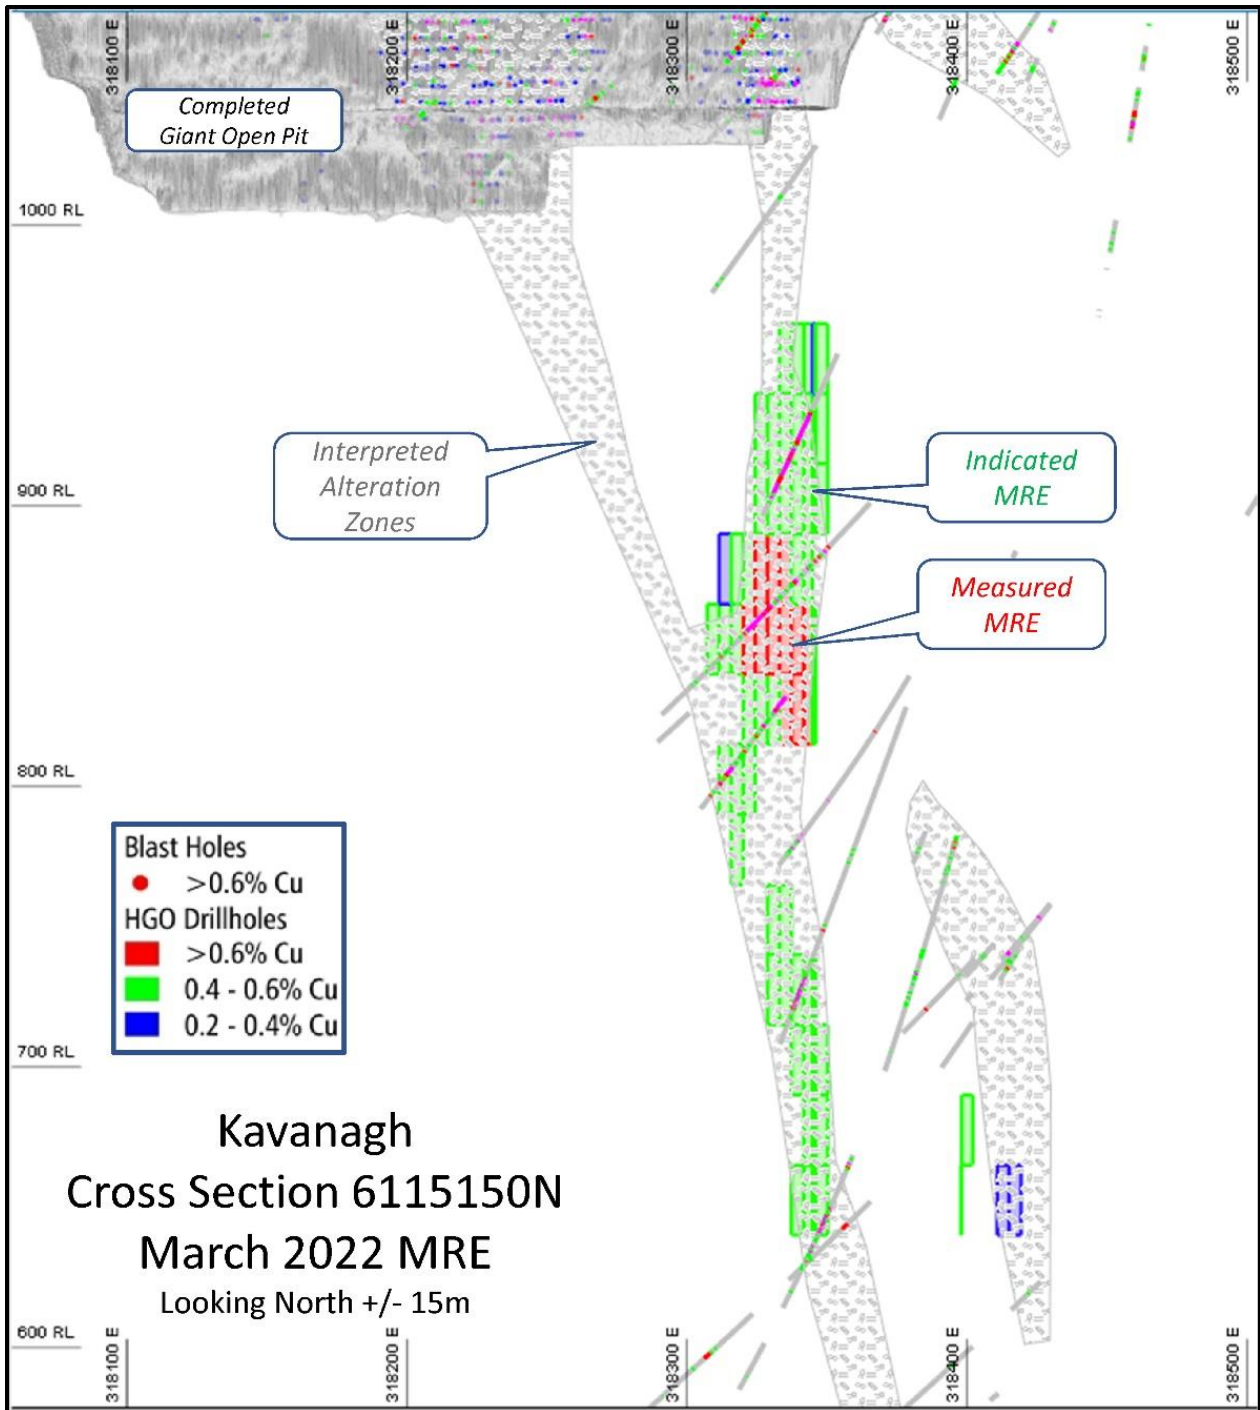 318100 E
318200 E
318300 E
318400 E
318500 E
Completed
Giant Open Pit
1000 RL
Interpreted
Alteration
Zones
Indicated
MRE
900 RL
Measured
MRE
800 RL
Blast Holes
>0.6% Cu
HGO Drillholes
>0.6% Cu
0.4 - 0.6% Cu
0.2 - 0.4% Cu
700 RL
Kavanagh
Cross Section 6115150N
March 2022 MRE
Looking North +/- 15m
600 RL
318100 E
318200 E
318300 E
318400 E
318500 E